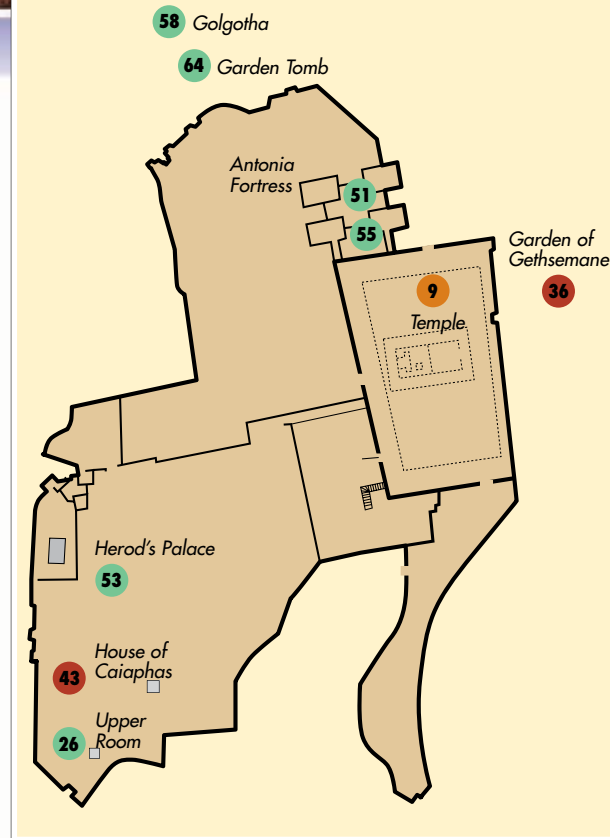 58 Golgotha
64 Garden Tomb
Antonia
Fortress
51
55
Garden of
Gethsemane
36
9
Temple
Herod's Palace
53
House of
Caiaphas
43
Upper
Room
26